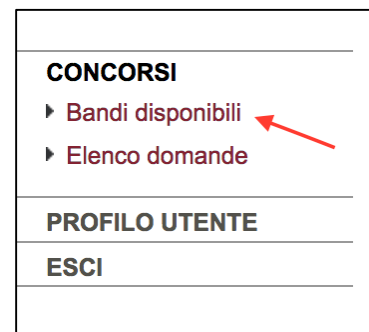 CONCORSI
Bandi disponibili
Elenco domande
PROFILO UTENTE
ESCI